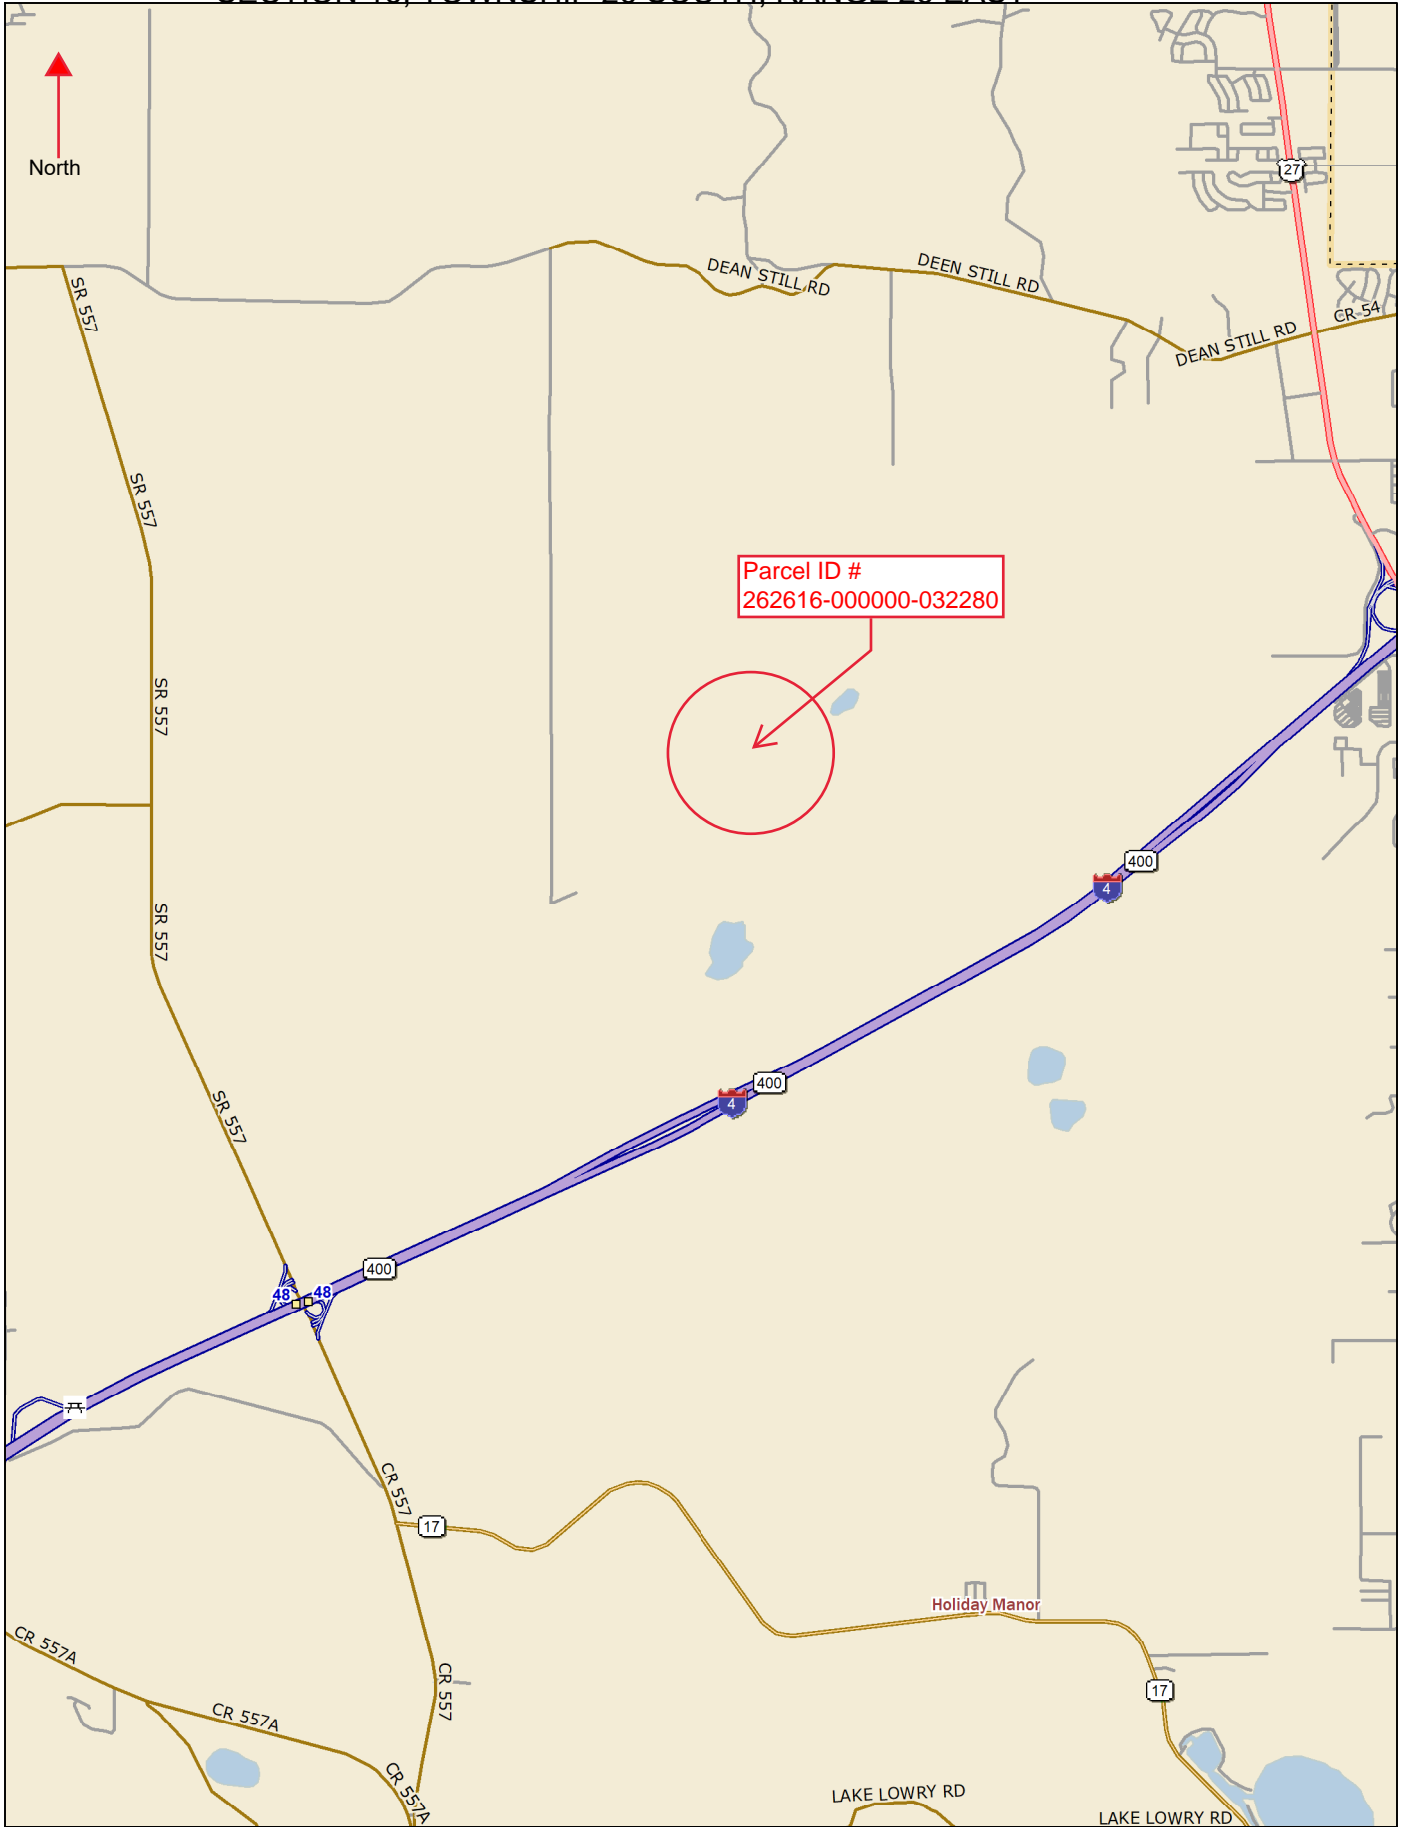 North
27
DEAN STILL RD
DEEN STILL RD
SR 557
CR 54
DEAN STILL RD
SR 557
Parcel ID #
262616-000000-032280
SR 557
400
4
SR 557
400
4
SR 557
400
48
48
CR 557
17
Holiday Manor
CR 557A
CR 557
17
CR 557A
CR 557A
LAKE LOWRY RD
LAKE LOWRY RD